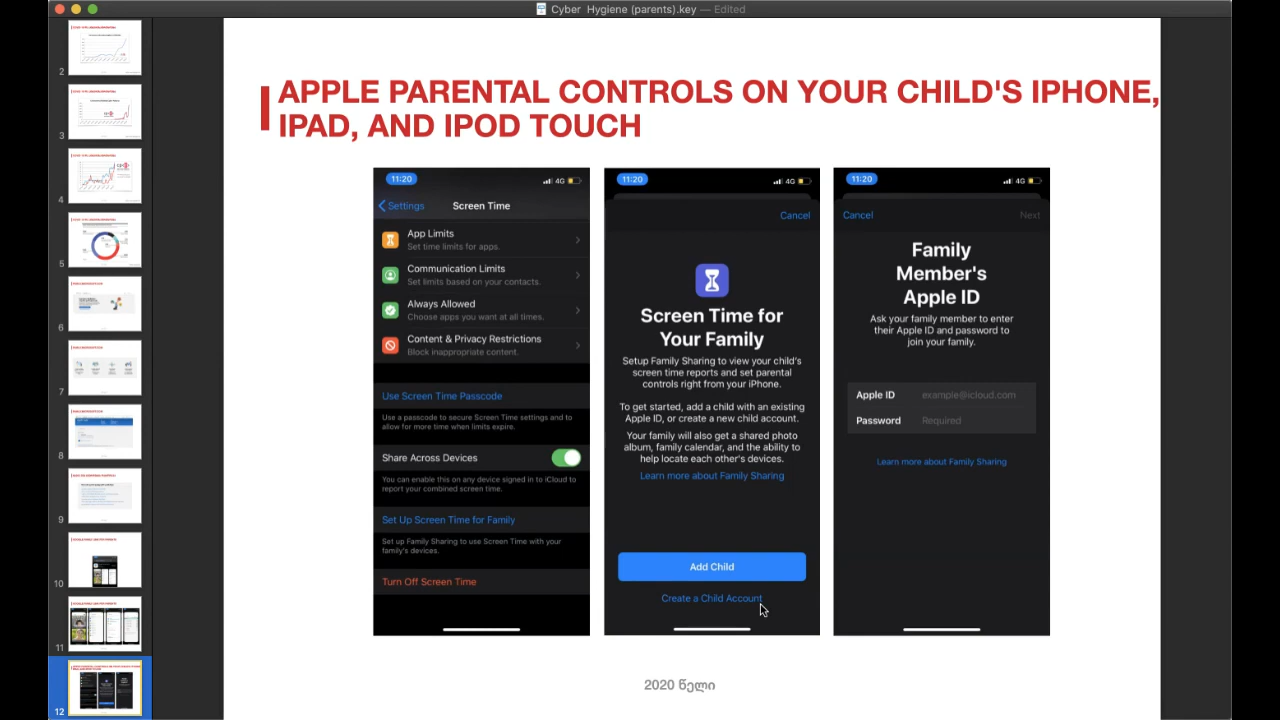 Cyber Hygiene (parents).key — Edited
APPLE PARENTAL CONTROLS ON YOUR CHILD'S IPHONE,
IPAD, AND IPOD TOUCH
11:20
4G
Settings
Screen Time
App Limits
Set time limits for apps.
Communication Limits
Set limits based on your contacts.
Always Allowed
Choose apps you want at all times.
Content & Privacy Restrictions
Block inappropriate content.
Use Screen Time Passcode
Use a passcode to secure Screen Time settings and to
allow for more time when limits expire.
Share Across Devices
You can enable this on any device signed in to iCloud to
report your combined screen time.
Set Up Screen Time for Family
Set up Family Sharing to use Screen Time with your
family's devices.
Turn Off Screen Time
11:20
4G
Cancel
Screen Time for
Your Family
Setup Family Sharing to view your child's
screen time reports and set parental
controls right from your iPhone.
To get started, add a child with an existing
Apple ID, or create a new child account.
Your family will also get a shared photo
album, family calendar, and the ability to
help locate each other's devices.
Learn more about Family Sharing
Add Child
Create a Child Account
11:20
4G
Cancel
Next
Family
Member's
Apple ID
Ask your family member to enter
their Apple ID and password to
join your family.
Apple ID example@icloud.com
Password Required
Learn more about Family Sharing
2020 წელი
2
3
4
5
6
7
8
9
10
11
12